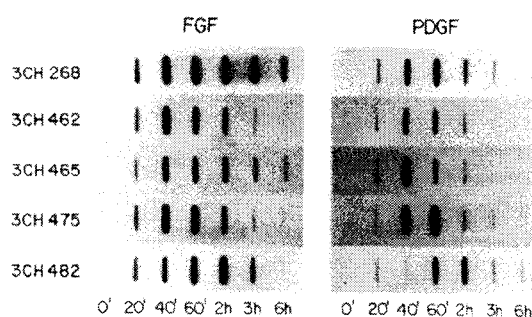 FGF PDGF
3CH 268
3CH 462
3CH 465
3CH 475
3CH 482
0' 20' 40' 60' 2h 3h 6h 0' 20' 40' 60' 2h 3h 6h